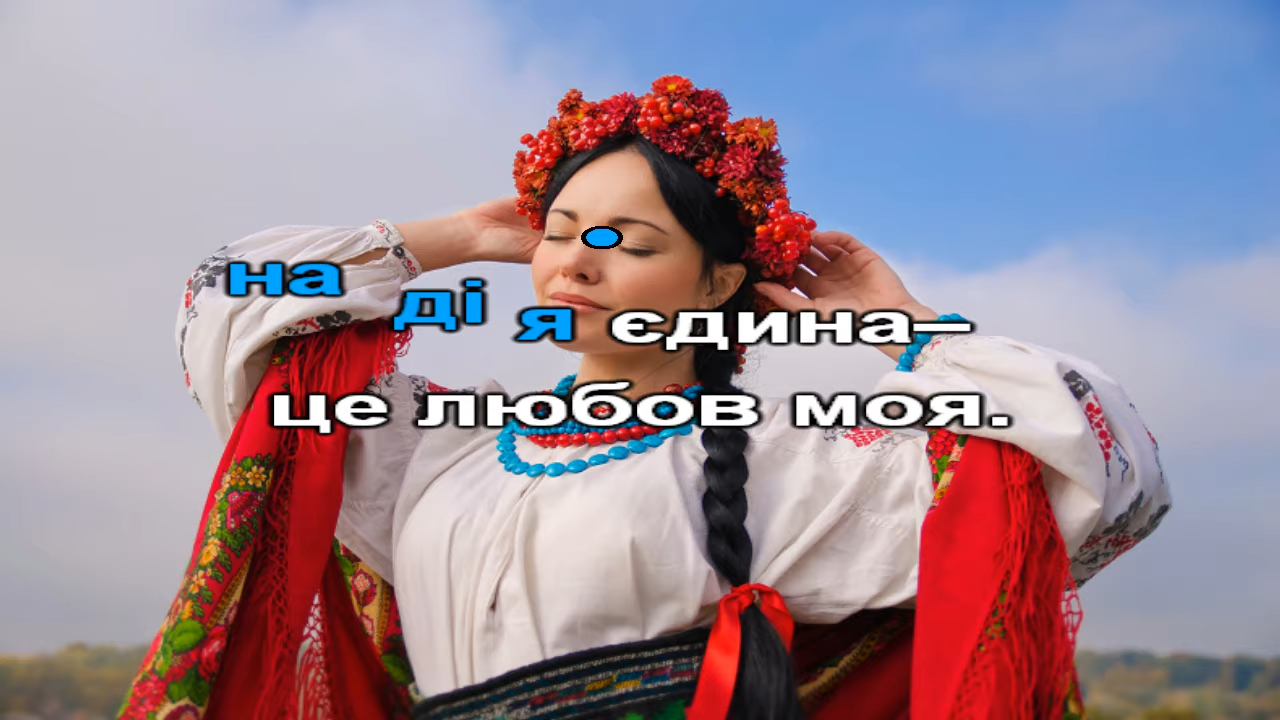 на ді я єдина–
це любов моя.